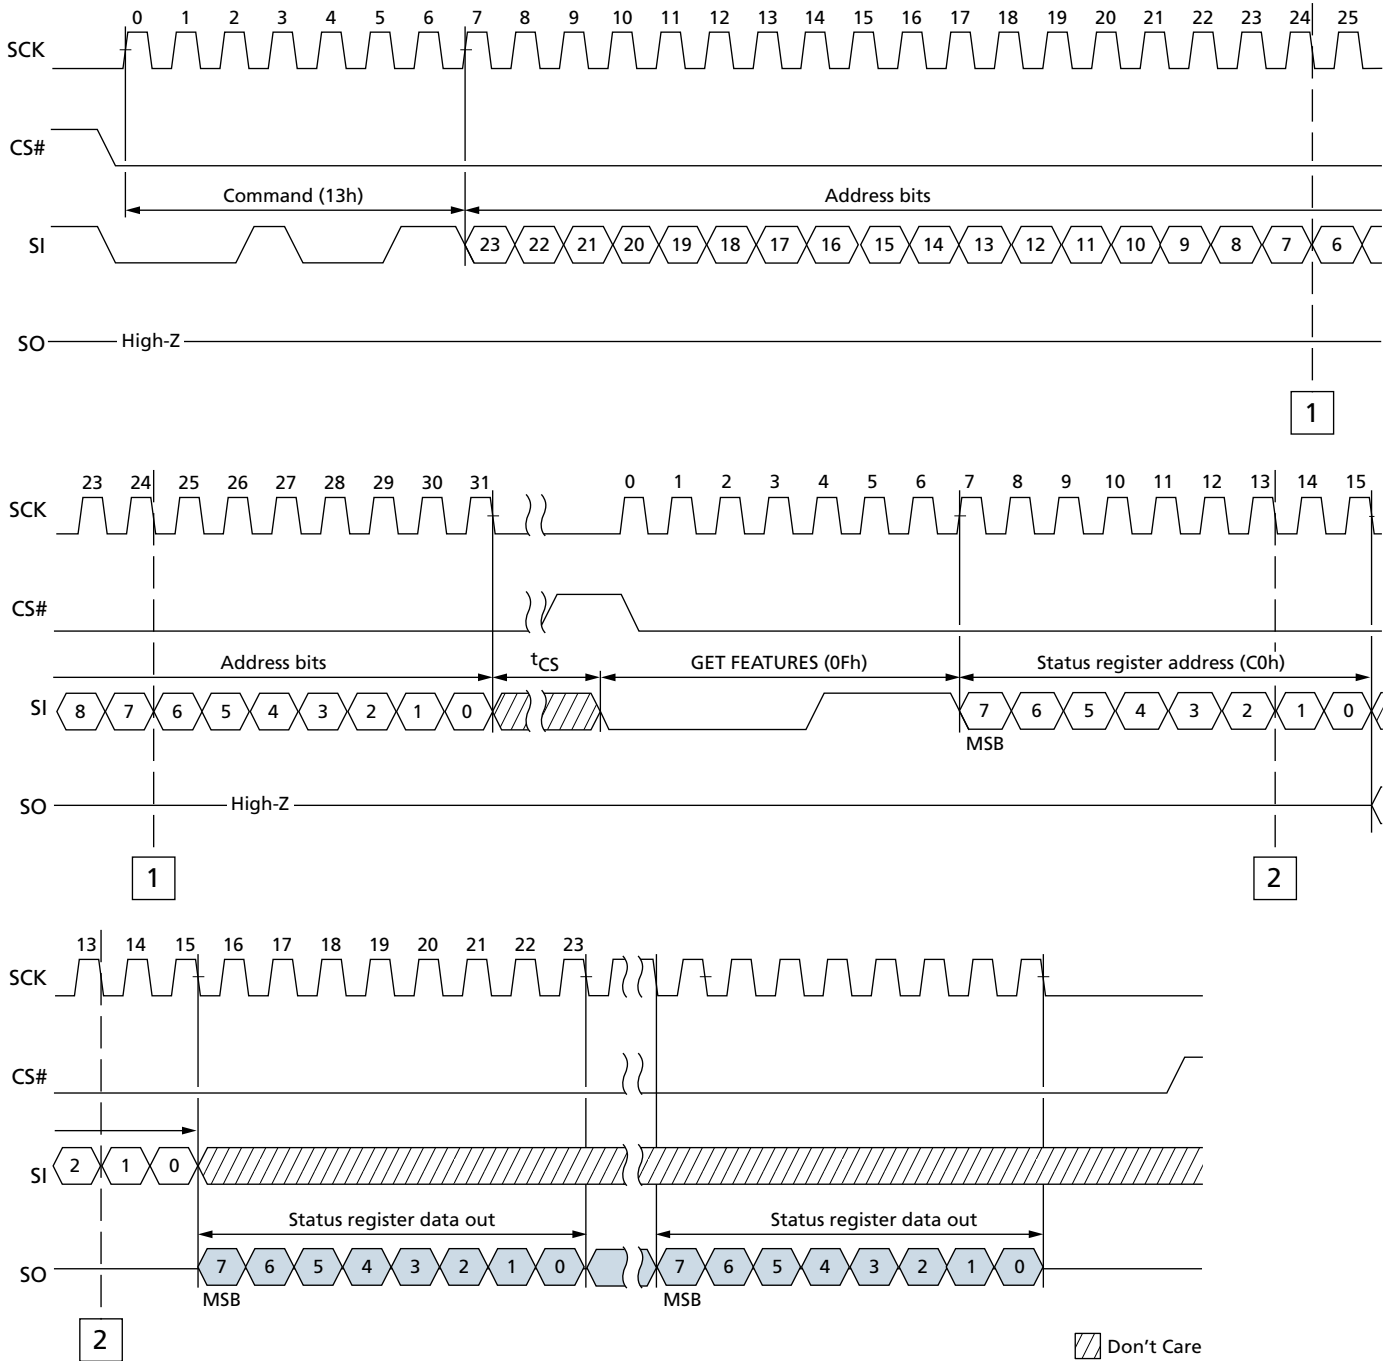 0 1 2 3 4 5 6 7 8 9 10 11 12 13 14 15 16 17 18 19 20 21 22 23 24 25
SCK
CS#
Command (13h) Address bits
SI 23 22 21 20 19 18 17 16 15 14 13 12 11 10 9 8 7 6
SO High-Z
1
23 24 25 26 27 28 29 30 31 0 1 2 3 4 5 6 7 8 9 10 11 12 13 14 15
SCK
CS#
Address bits tCS GET FEATURES (0Fh) Status register address (C0h)
SI 8 7 6 5 4 3 2 1 0 7 6 5 4 3 2 1 0
MSB
SO High-Z
1 2
13 14 15 16 17 18 19 20 21 22 23
SCK
CS#
SI 2 1 0
Status register data out Status register data out
SO 7 6 5 4 3 2 1 0 7 6 5 4 3 2 1 0
MSB MSB
2
Don't Care